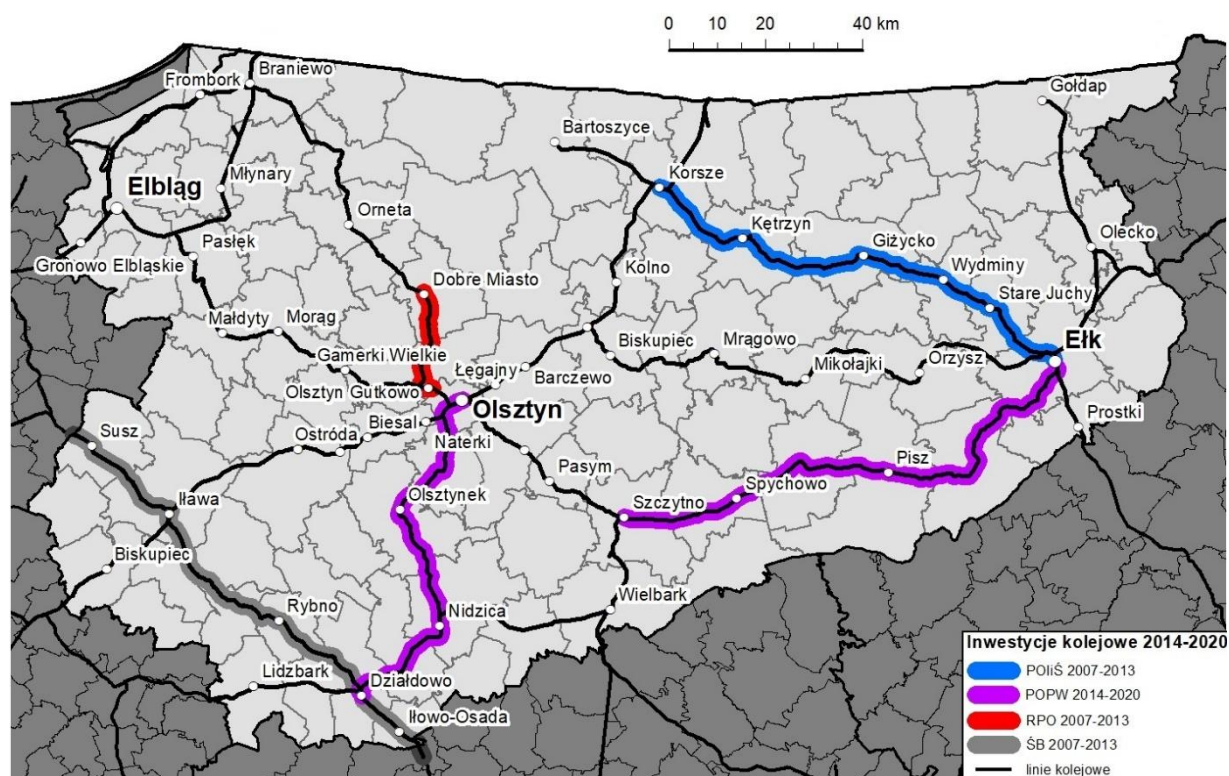 0 10 20 40 km
Braniewo
Frombork
Gołdap
Bartoszyce
Korsze
Młynary
Elbląg
Orneta
Kętrzyn
Giżycko
Olecko
Pasłęk
Gronowo Elbląskie
Kolno
Wydminy
Dobre Miasto
Stare Juchy
Małdyty
Morąg
Ełk
Biskupiec
Mrągowo
Gamerki Wielkie
Łęgajny
Barczewo
Mikołajki
Orzysz
Olsztyn Gutkowo
Olsztyn
Prostki
Biesal
Susz
Ostróda
Naterki
Pasym
Pisz
Spychowo
Iława
Olsztynek
Szczytno
Biskupiec
Rybno
Nidzica
Wielbark
Lidzbark
Działdowo
Iłowo-Osada
Inwestycje kolejowe 2014-2020
POIiŚ 2007-2013
POPW 2014-2020
RPO 2007-2013
ŚB 2007-2013
linie kolejowe